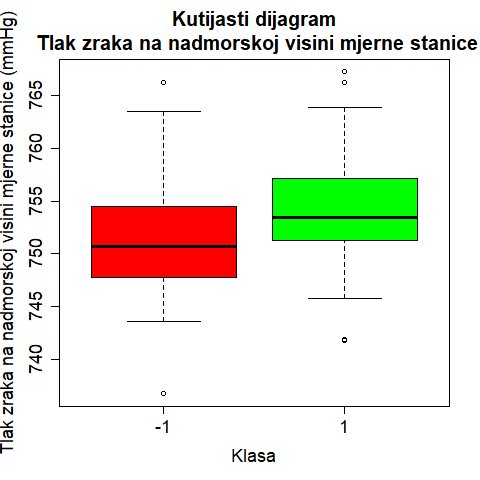 Kutijasti dijagram
Tlak zraka na nadmorskoj visini mjerne stanice
Tlak zraka na nadmorskoj visini mjerne stanice (mmHg)
765
760
755
750
745
740
-1
1
Klasa